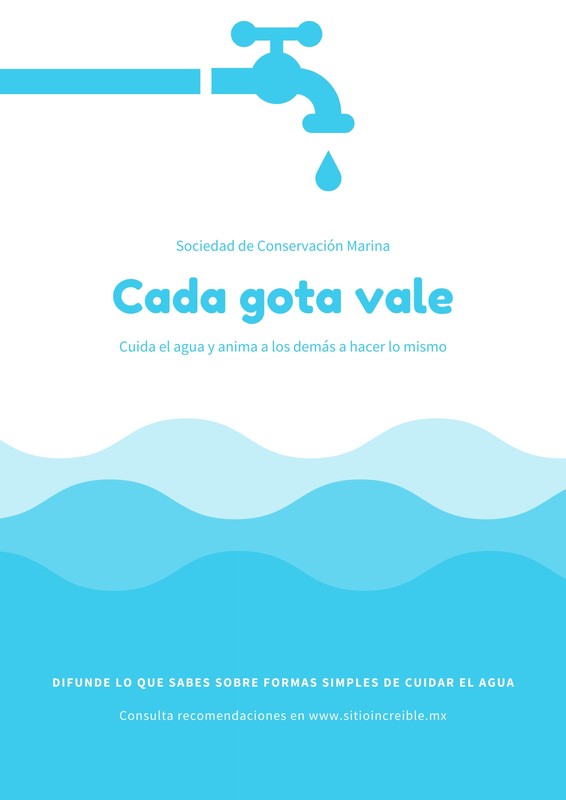 Sociedad de Conservación Marina
Cada gota vale
Cuida el agua y anima a los demás a hacer lo mismo
DIFUNDE LO QUE SABES SOBRE FORMAS SIMPLES DE CUIDAR EL AGUA
Consulta recomendaciones en www.sitioincreible.mx